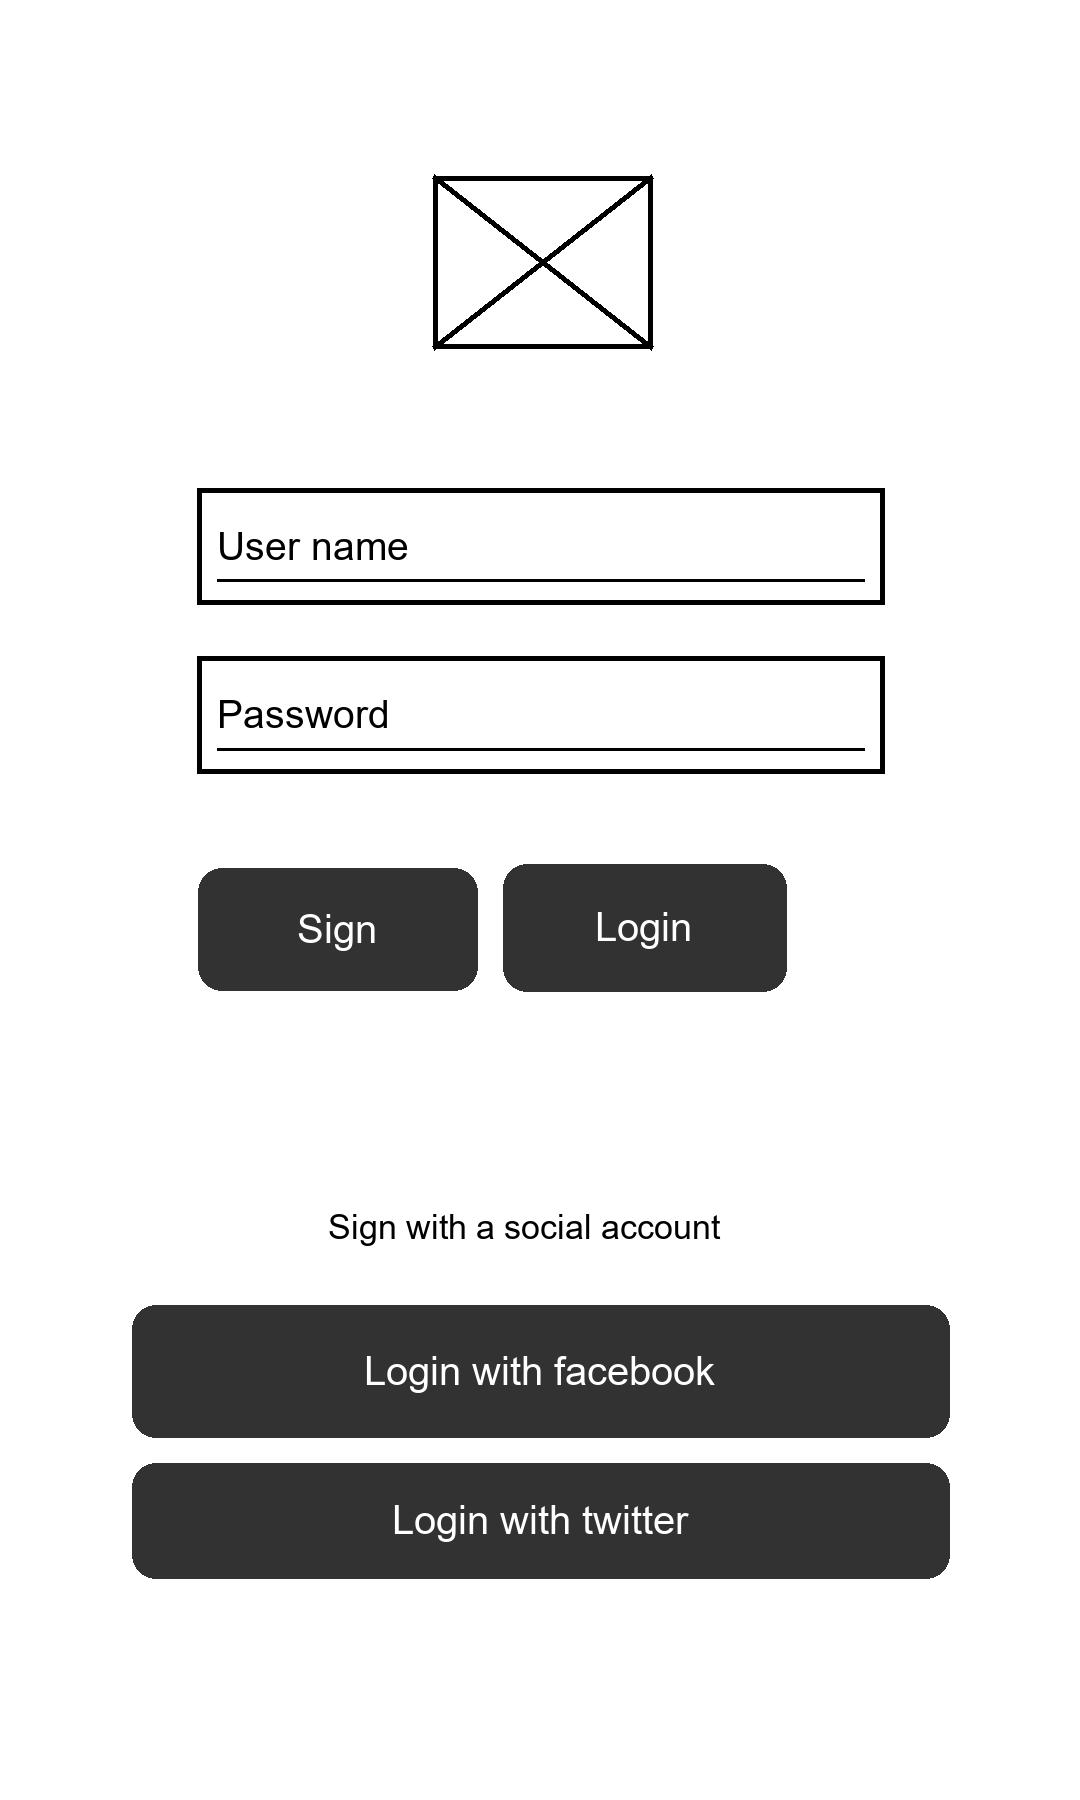 User name
Password
Sign
Login
Sign with a social account
Login with facebook
Login with twitter